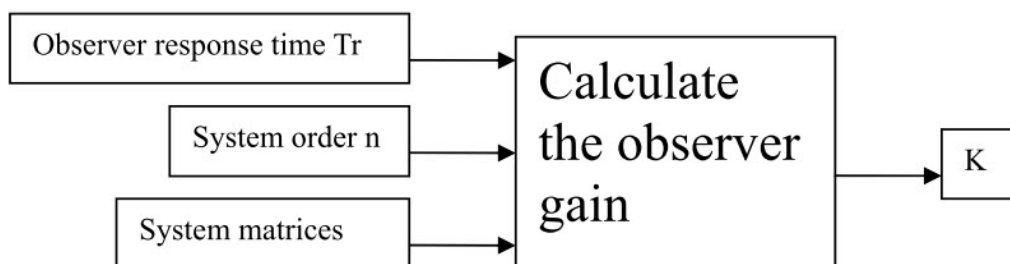 Observer response time Tr
System order n
System matrices
Calculate
the observer
gain
K